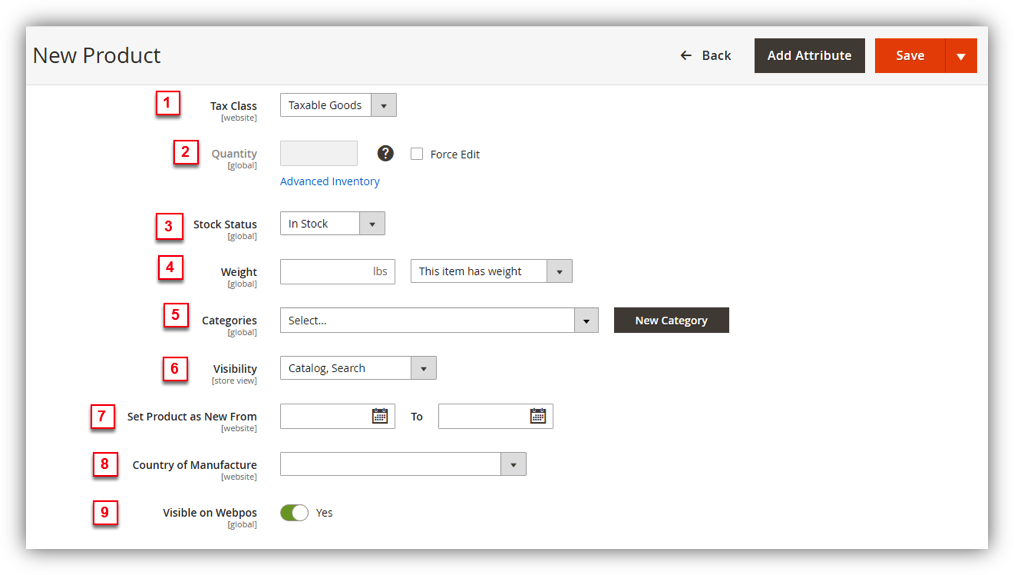 New Product
Back
Add Attribute
Save
1
Tax Class
[website]
Taxable Goods
2
Quantity
[global]
?
Force Edit
Advanced Inventory
3
Stock Status
[global]
In Stock
4
Weight
[global]
lbs
This item has weight
5
Categories
[global]
Select...
New Category
6
Visibility
[store view]
Catalog, Search
7
Set Product as New From
[website]
To
8
Country of Manufacture
[website]
9
Visible on Webpos
[global]
Yes